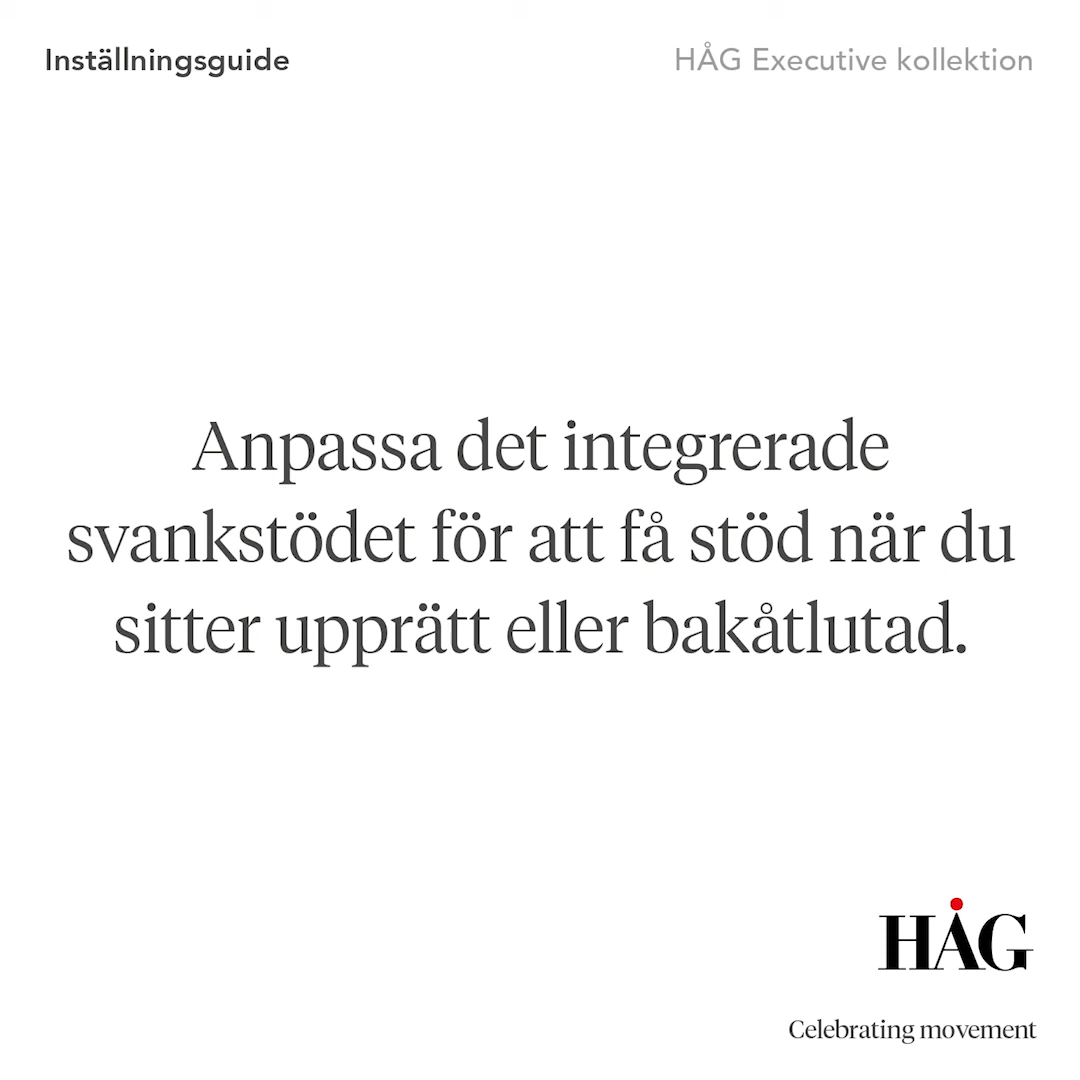 Inställningsguide
HÅG Executive kollektion
Anpassa det integrerade
svankstödet för att få stöd när du
sitter upprätt eller bakåtlutad.
HÅG
Celebrating movement